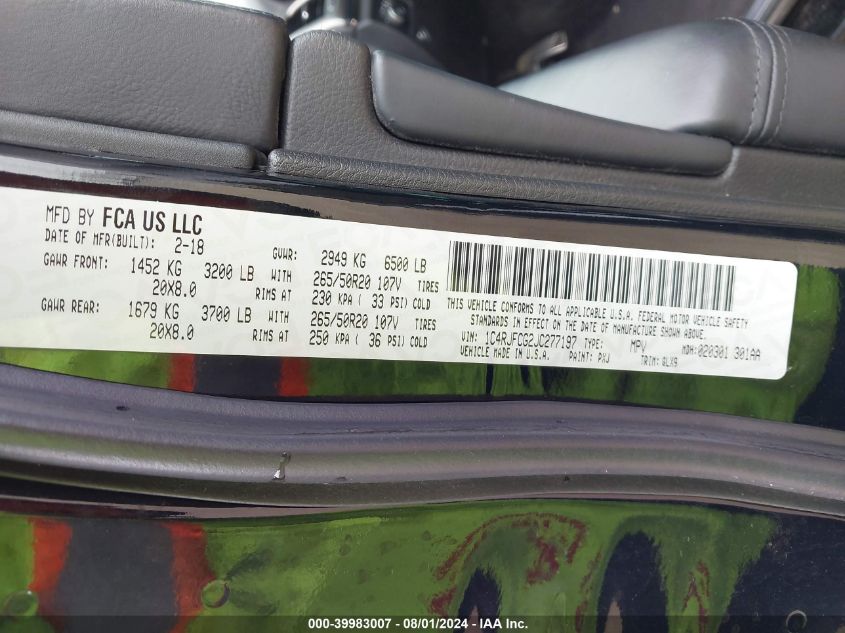 MFD BY FCA US LLC
DATE OF MFR(BUILT): 2-18 GVWR: 2949 KG 6500 LB
GAWR FRONT: 1452 KG 3200 LB WITH 265/50R20 107V TIRES
20X8.0 RIMS AT 230 KPA ( 33 PSI) COLD
GAWR REAR: 1679 KG 3700 LB WITH 265/50R20 107V TIRES
20X8.0 RIMS AT 250 KPA ( 36 PSI) COLD
THIS VEHICLE CONFORMS TO ALL APPLICABLE U.S.A. FEDERAL MOTOR VEHICLE SAFETY
STANDARDS IN EFFECT ON THE DATE OF MANUFACTURE SHOWN ABOVE.
VIN: 1C4RJFCG2JC277197 TYPE: MPV MDH: 020301 301AA
VEHICLE MADE IN U.S.A. PAINT: PXJ TRIM: BLX9
000-39983007 - 08/01/2024 - IAA Inc.